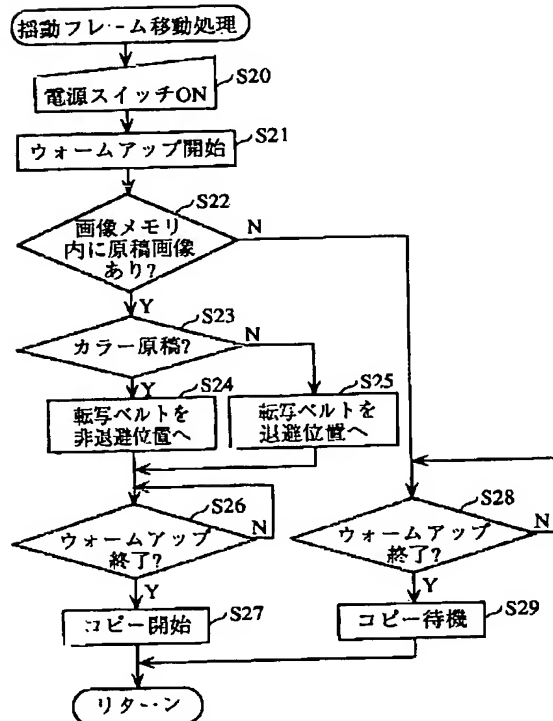 揺動フレーム移動処理
S20
電源スイッチON
S21
ウォームアップ開始
S22
画像メモリ
内に原稿画像
あり?
N
Y
S23
カラー原稿?
N
Y
S24
転写ベルトを
非退避位置へ
S25
転写ベルトを
退避位置へ
S26
ウォームアップ
終了?
N
Y
S28
ウォームアップ
終了?
N
Y
S27
コピー開始
S29
コピー待機
リターン